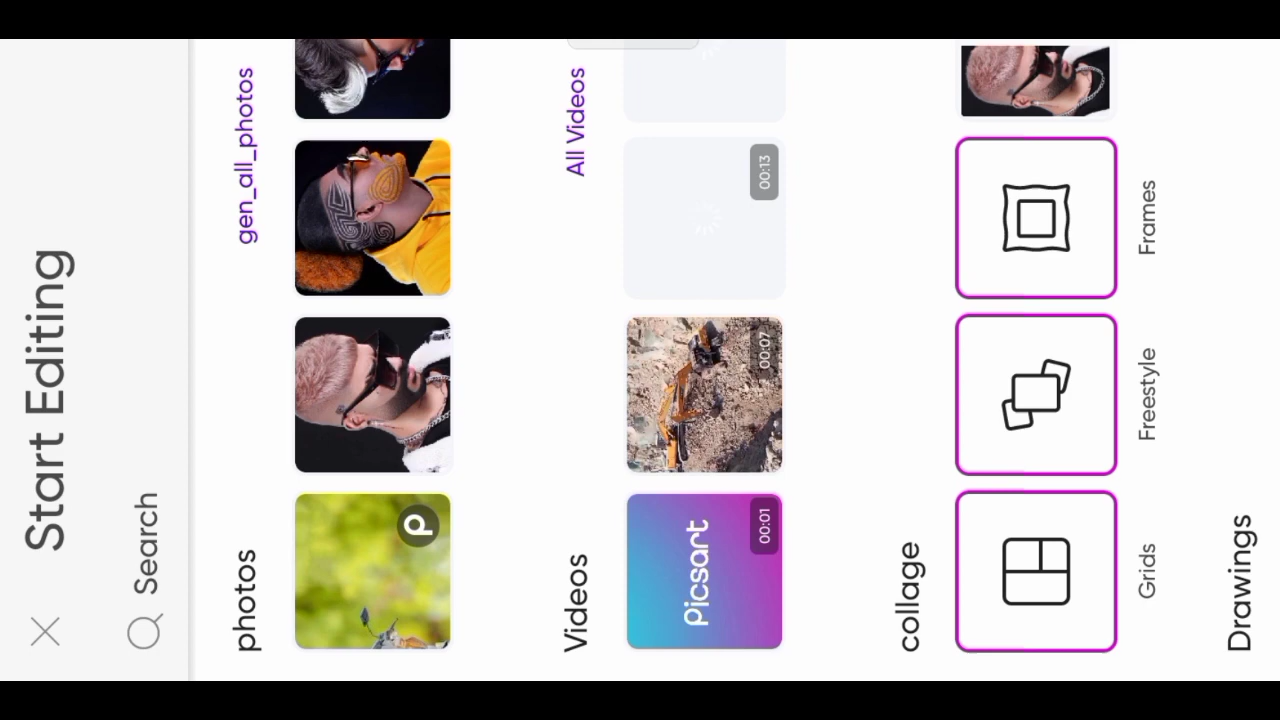 Start Editing
Search
photos
gen_all_photos
Videos
All Videos
Picsart
00:01
00:07
00:13
collage
Grids
Freestyle
Frames
Drawings